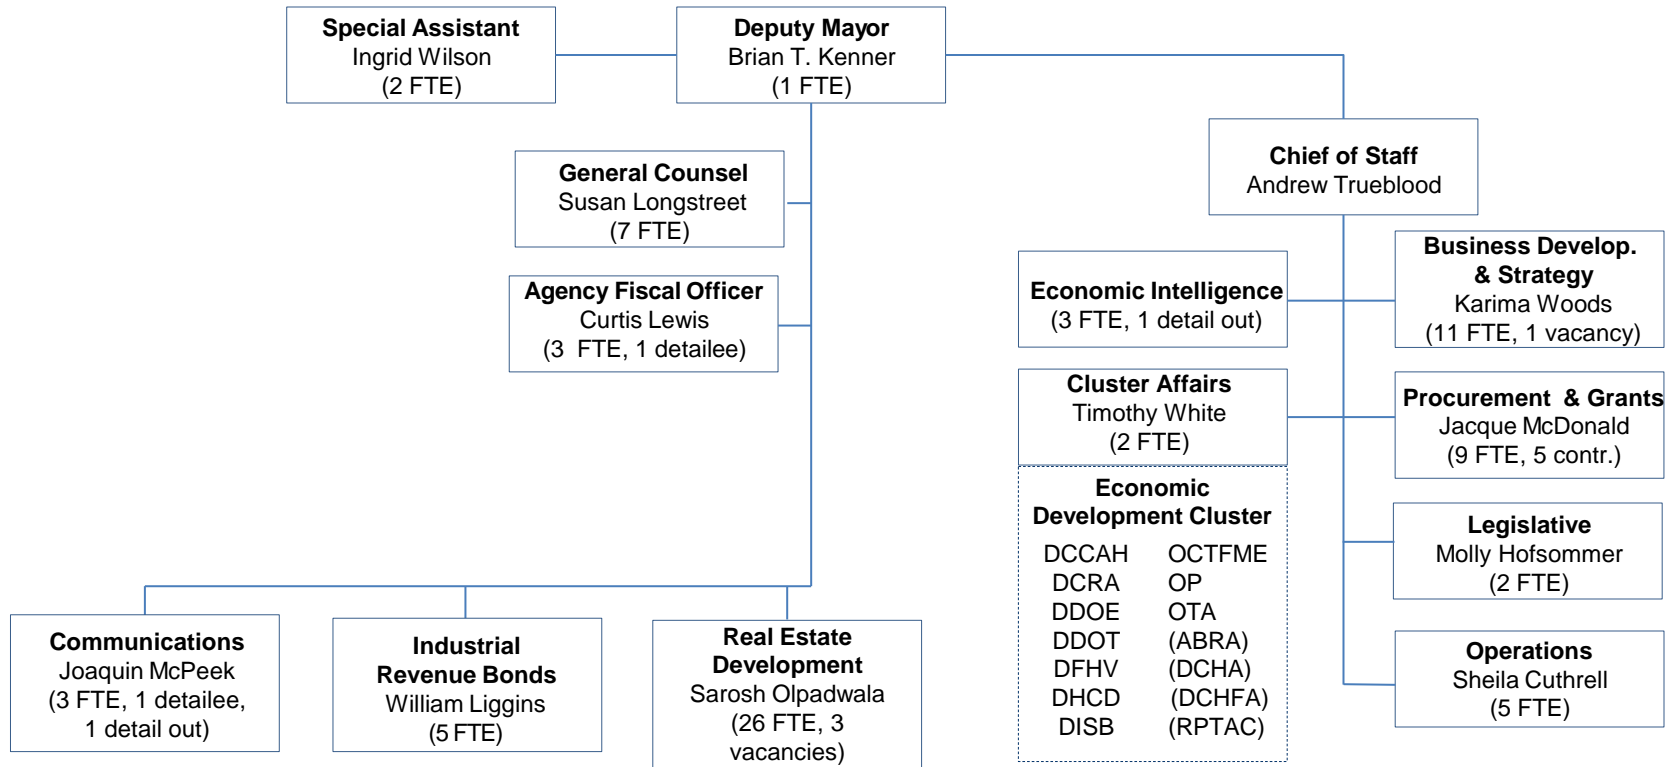 Special Assistant
Ingrid Wilson
(2 FTE)
Deputy Mayor
Brian T. Kenner
(1 FTE)
Chief of Staff
Andrew Trueblood
General Counsel
Susan Longstreet
(7 FTE)
Agency Fiscal Officer
Curtis Lewis
(3 FTE, 1 detailee)
Economic Intelligence
(3 FTE, 1 detail out)
Business Develop.
& Strategy
Karima Woods
(11 FTE, 1 vacancy)
Cluster Affairs
Timothy White
(2 FTE)
Procurement & Grants
Jacque McDonald
(9 FTE, 5 contr.)
Economic
Development Cluster
DCCAH OCTFME
DCRA OP
DDOE OTA
DDOT (ABRA)
DFHV (DCHA)
DHCD (DCHFA)
DISB (RPTAC)
Legislative
Molly Hofsommer
(2 FTE)
Operations
Sheila Cuthrell
(5 FTE)
Communications
Joaquin McPeek
(3 FTE, 1 detailee,
1 detail out)
Industrial
Revenue Bonds
William Liggins
(5 FTE)
Real Estate
Development
Sarosh Olpadwala
(26 FTE, 3
vacancies)